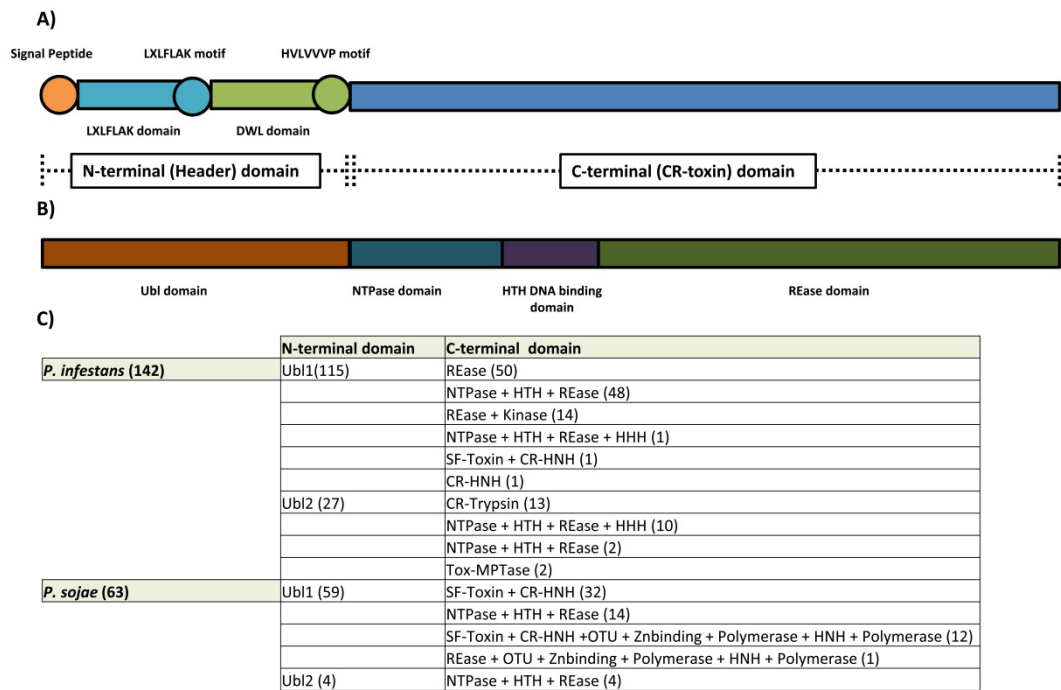 A)
Signal Peptide LXLFLAK motif HVLVVVP motif
LXLFLAK domain DWL domain
N-terminal (Header) domain C-terminal (CR-toxin) domain
B)
Ubl domain NTPase domain HTH DNA binding REase domain
domain
C)
N-terminal domain C-terminal domain
P. infestans (142) Ubl1(115) REase (50)
NTPase + HTH + REase (48)
REase + Kinase (14)
NTPase + HTH + REase + HHH (1)
SF-Toxin + CR-HNH (1)
CR-HNH (1)
Ubl2 (27) CR-Trypsin (13)
NTPase + HTH + REase + HHH (10)
NTPase + HTH + REase (2)
Tox-MPTase (2)
P. sojae (63) Ubl1 (59) SF-Toxin + CR-HNH (32)
NTPase + HTH + REase (14)
SF-Toxin + CR-HNH +OTU + Znbinding + Polymerase + HNH + Polymerase (12)
REase + OTU + Znbinding + Polymerase + HNH + Polymerase (1)
Ubl2 (4) NTPase + HTH + REase (4)